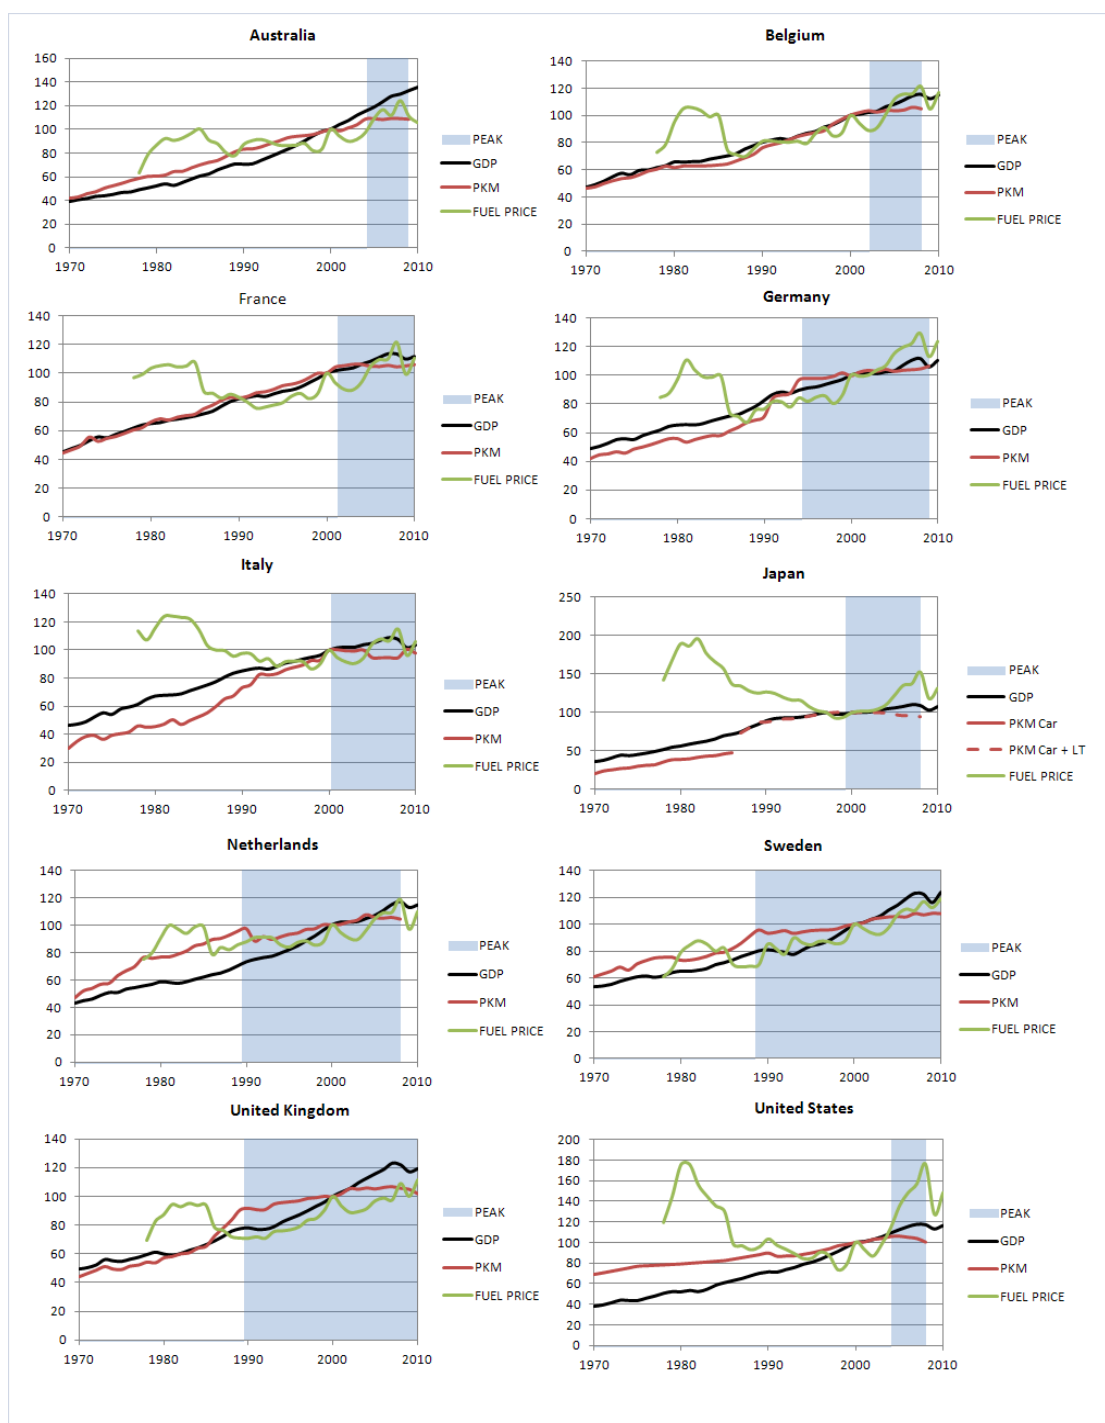 Australia
160
140
120
100
80
60
40
20
0
1970 1980 1990 2000 2010
PEAK
GDP
PKM
FUEL PRICE
Belgium
140
120
100
80
60
40
20
0
1970 1980 1990 2000 2010
PEAK
GDP
PKM
FUEL PRICE
France
140
120
100
80
60
40
20
0
1970 1980 1990 2000 2010
PEAK
GDP
PKM
FUEL PRICE
Germany
140
120
100
80
60
40
20
0
1970 1980 1990 2000 2010
PEAK
GDP
PKM
FUEL PRICE
Italy
140
120
100
80
60
40
20
0
1970 1980 1990 2000 2010
PEAK
GDP
PKM
FUEL PRICE
Japan
250
200
150
100
50
0
1970 1980 1990 2000 2010
PEAK
GDP
PKM Car
PKM Car + LT
FUEL PRICE
Netherlands
140
120
100
80
60
40
20
0
1970 1980 1990 2000 2010
PEAK
GDP
PKM
FUEL PRICE
Sweden
140
120
100
80
60
40
20
0
1970 1980 1990 2000 2010
PEAK
GDP
PKM
FUEL PRICE
United Kingdom
140
120
100
80
60
40
20
0
1970 1980 1990 2000 2010
PEAK
GDP
PKM
FUEL PRICE
United States
200
180
160
140
120
100
80
60
40
20
0
1970 1980 1990 2000 2010
PEAK
GDP
PKM
FUEL PRICE